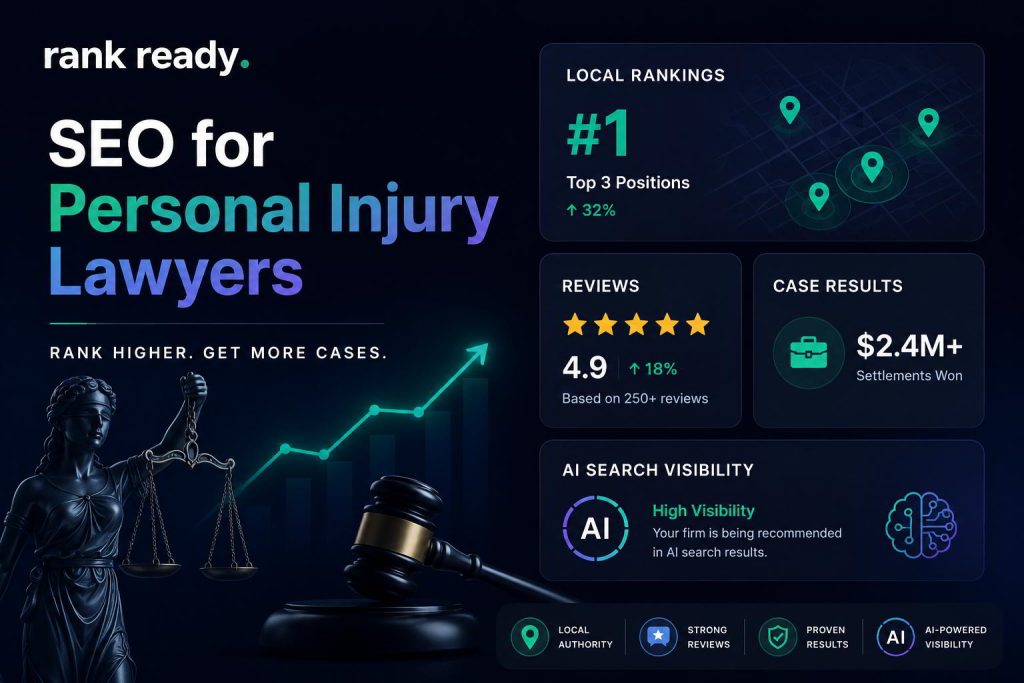 rank ready.
SEO for
Personal Injury
Lawyers
RANK HIGHER. GET MORE CASES.
LOCAL RANKINGS
#1
Top 3 Positions
↑ 32%
REVIEWS
4.9 ↑ 18%
Based on 250+ reviews
CASE RESULTS
$2.4M+
Settlements Won
AI SEARCH VISIBILITY
AI
High Visibility
Your firm is being recommended
in AI search results.
LOCAL
AUTHORITY
STRONG
REVIEWS
PROVEN
RESULTS
AI
AI-POWERED
VISIBILITY